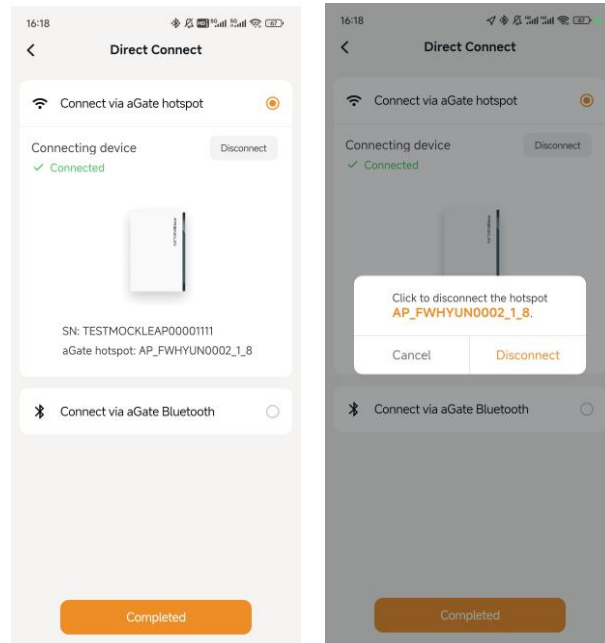 16:18
67
Direct Connect
Connect via aGate hotspot
Connecting device
Disconnect
Connected
SN: TESTMOCKLEAP00001111
aGate hotspot: AP_FWHYUN0002_1_8
Connect via aGate Bluetooth
Completed
16:18
67
Direct Connect
Connect via aGate hotspot
Connecting device
Disconnect
Connected
Click to disconnect the hotspot
AP_FWHYUN0002_1_8.
Cancel
Disconnect
Connect via aGate Bluetooth
Completed